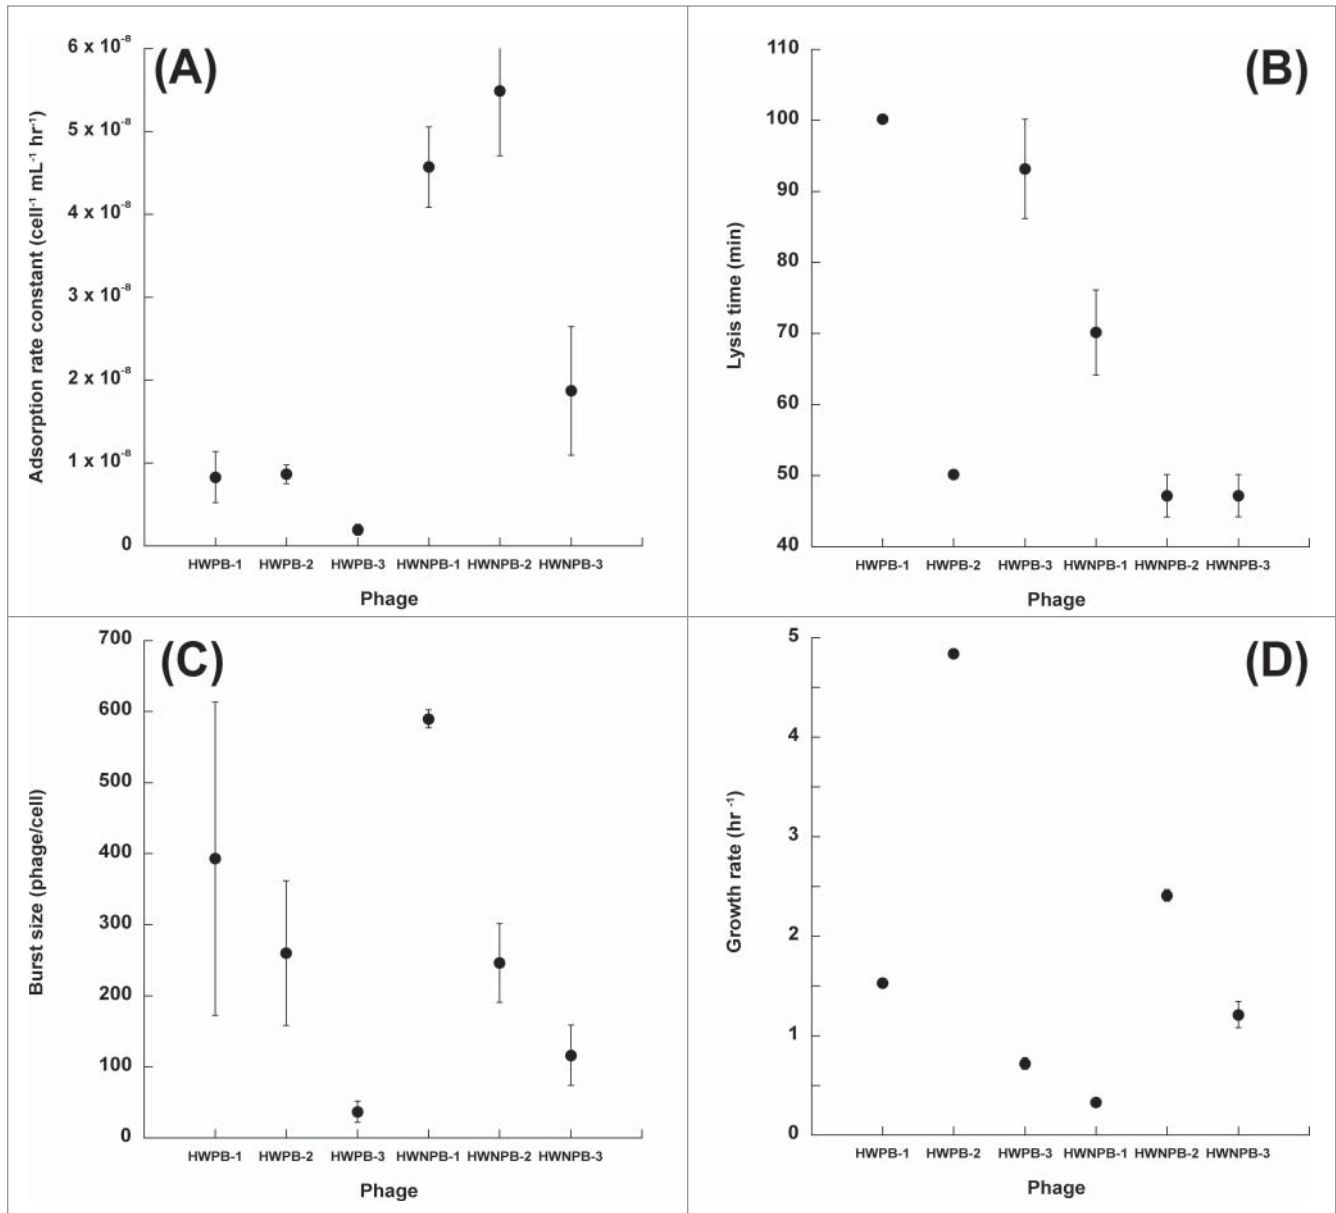 (A)
Adsorption rate constant (cell⁻¹ mL⁻¹ hr⁻¹)
6 x 10⁻⁸
5 x 10⁻⁸
4 x 10⁻⁸
3 x 10⁻⁸
2 x 10⁻⁸
1 x 10⁻⁸
0
HWPB-1 HWPB-2 HWPB-3 HWNPB-1 HWNPB-2 HWNPB-3
Phage
(B)
Lysis time (min)
110
100
90
80
70
60
50
40
HWPB-1 HWPB-2 HWPB-3 HWNPB-1 HWNPB-2 HWNPB-3
Phage
(C)
Burst size (phage/cell)
700
600
500
400
300
200
100
0
HWPB-1 HWPB-2 HWPB-3 HWNPB-1 HWNPB-2 HWNPB-3
Phage
(D)
Growth rate (hr ⁻¹)
5
4
3
2
1
0
HWPB-1 HWPB-2 HWPB-3 HWNPB-1 HWNPB-2 HWNPB-3
Phage